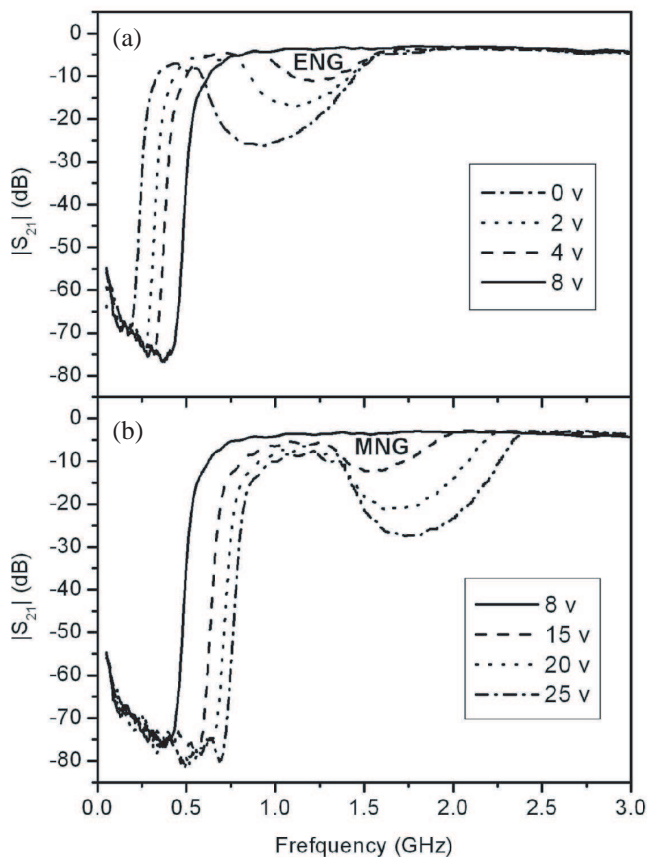 (a)
0
-10
-20
-30
-40
-50
-60
-70
-80
|S21| (dB)
ENG
0 v
2 v
4 v
8 v
(b)
0
-10
-20
-30
-40
-50
-60
-70
-80
|S21| (dB)
MNG
8 v
15 v
20 v
25 v
0.0 0.5 1.0 1.5 2.0 2.5 3.0
Frefquency (GHz)